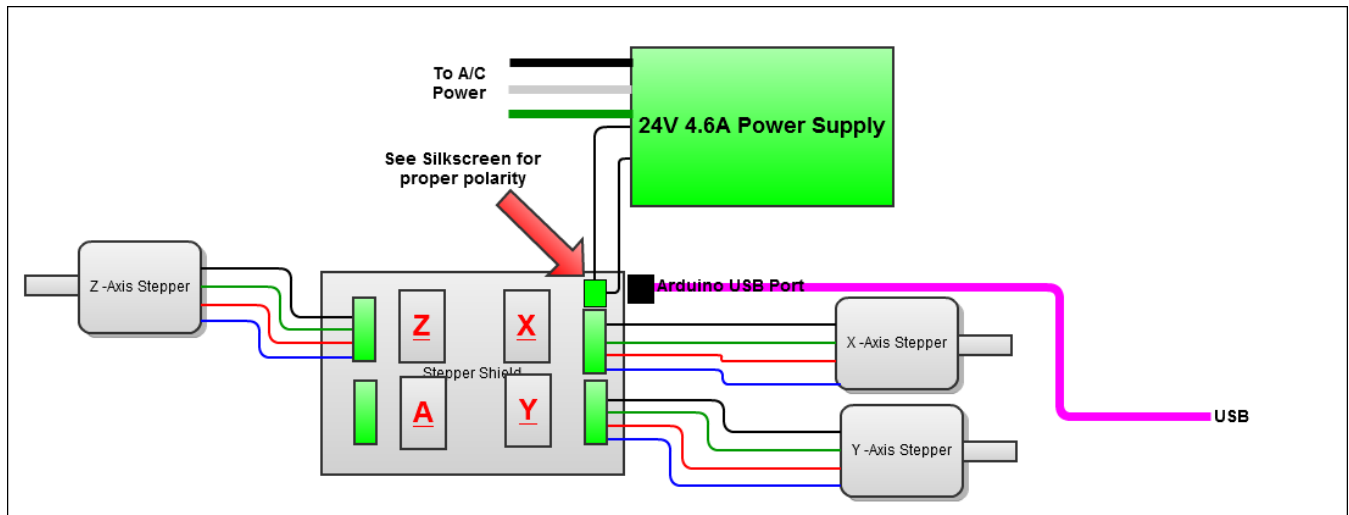 To A/C
Power
24V 4.6A Power Supply
See Silkscreen for
proper polarity
Z -Axis Stepper
Arduino USB Port
Z
X
X -Axis Stepper
Stepper Shield
A
Y
USB
Y -Axis Stepper